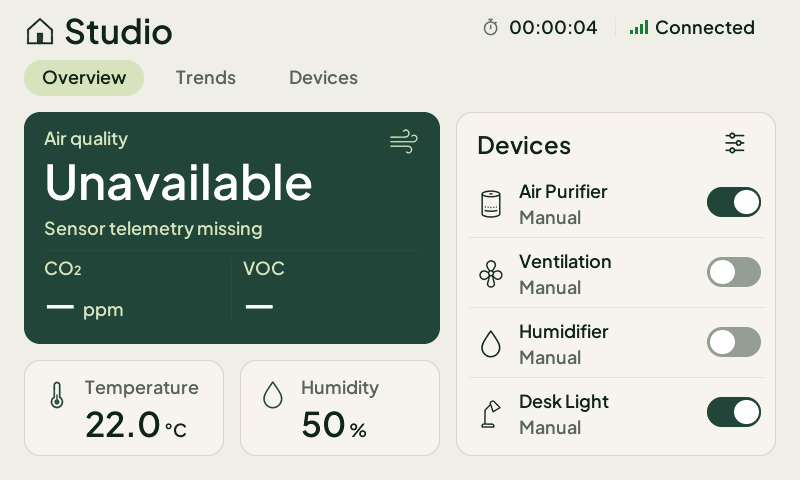 Studio
00:00:04
Connected
Overview
Trends
Devices
Air quality
Unavailable
Sensor telemetry missing
CO₂
VOC
— ppm
—
Temperature
22.0 °C
Humidity
50 %
Devices
Air Purifier
Manual
Ventilation
Manual
Humidifier
Manual
Desk Light
Manual